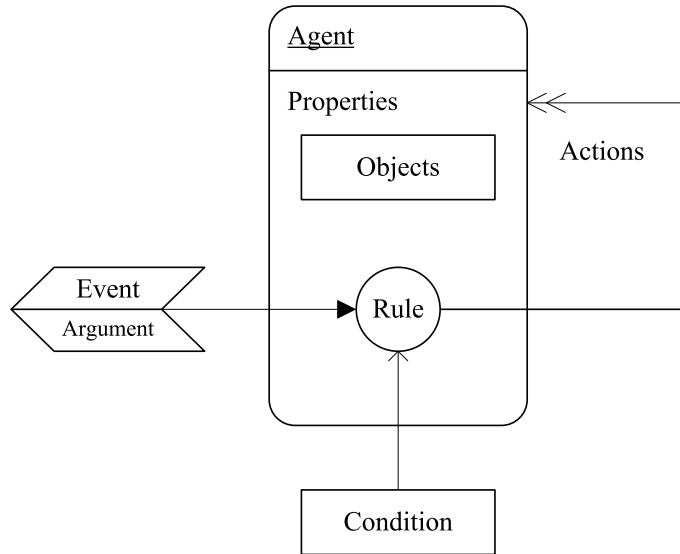 Agent
Properties
Actions
Objects
Event
Argument
Rule
Condition